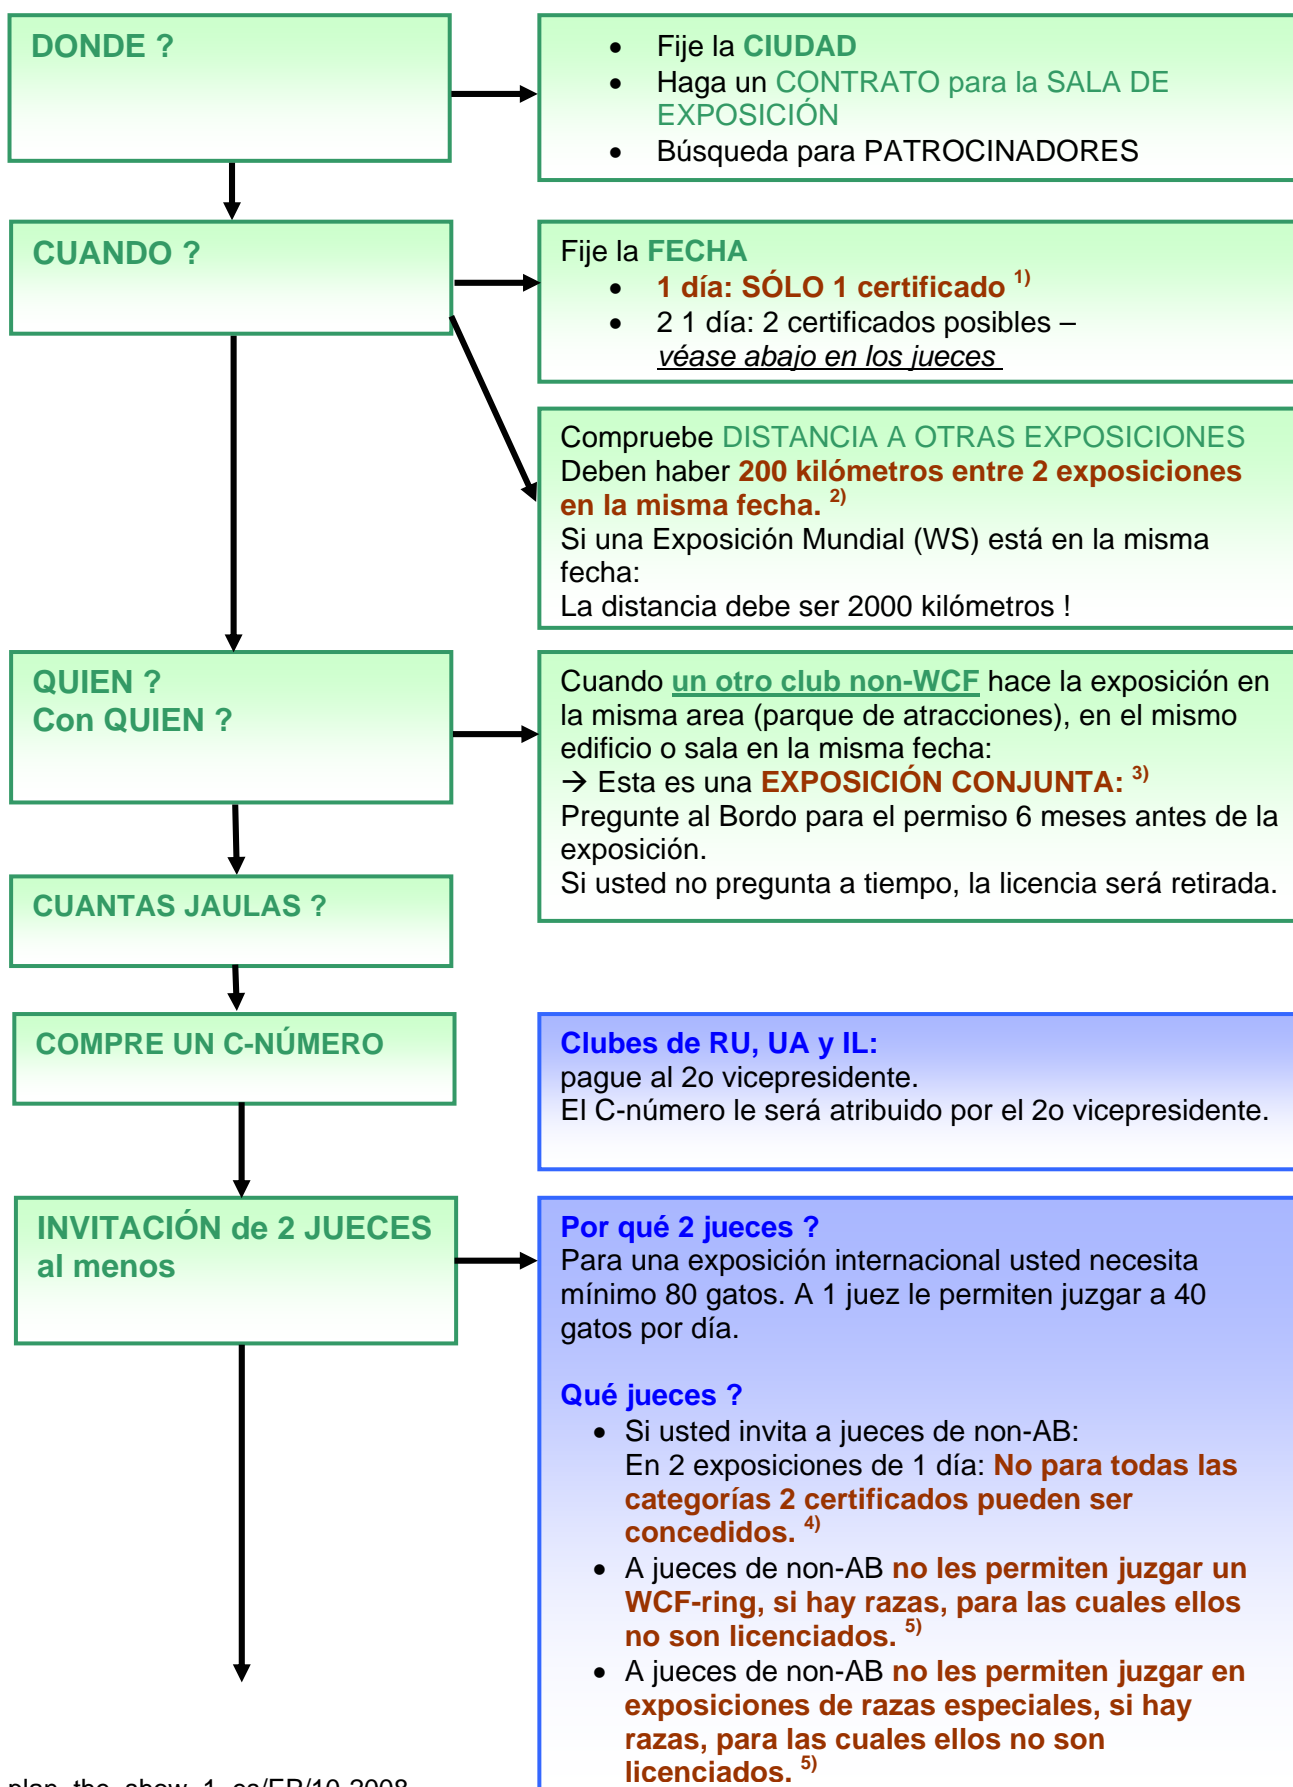 DONDE ?
• Fije la CIUDAD
• Haga un CONTRATO para la SALA DE
EXPOSICIÓN
• Búsqueda para PATROCINADORES
CUANDO ?
Fije la FECHA
• 1 día: SÓLO 1 certificado 1)
• 2 1 día: 2 certificados posibles –
véase abajo en los jueces
Compruebe DISTANCIA A OTRAS EXPOSICIONES
Deben haber 200 kilómetros entre 2 exposiciones
en la misma fecha. 2)
Si una Exposición Mundial (WS) está en la misma
fecha:
La distancia debe ser 2000 kilómetros !
QUIEN ?
Con QUIEN ?
Cuando un otro club non-WCF hace la exposición en
la misma area (parque de atracciones), en el mismo
edificio o sala en la misma fecha:
→ Esta es una EXPOSICIÓN CONJUNTA: 3)
Pregunte al Bordo para el permiso 6 meses antes de la
exposición.
Si usted no pregunta a tiempo, la licencia será retirada.
CUANTAS JAULAS ?
COMPRE UN C-NÚMERO
Clubes de RU, UA y IL:
pague al 2o vicepresidente.
El C-número le será atribuido por el 2o vicepresidente.
INVITACIÓN de 2 JUECES
al menos
Por qué 2 jueces ?
Para una exposición internacional usted necesita
mínimo 80 gatos. A 1 juez le permiten juzgar a 40
gatos por día.
Qué jueces ?
• Si usted invita a jueces de non-AB:
En 2 exposiciones de 1 día: No para todas las
categorías 2 certificados pueden ser
concedidos. 4)
• A jueces de non-AB no les permiten juzgar un
WCF-ring, si hay razas, para las cuales ellos
no son licenciados. 5)
• A jueces de non-AB no les permiten juzgar en
exposiciones de razas especiales, si hay
razas, para las cuales ellos no son
licenciados. 5)
plan_the_show_1_es/EP/10-2008